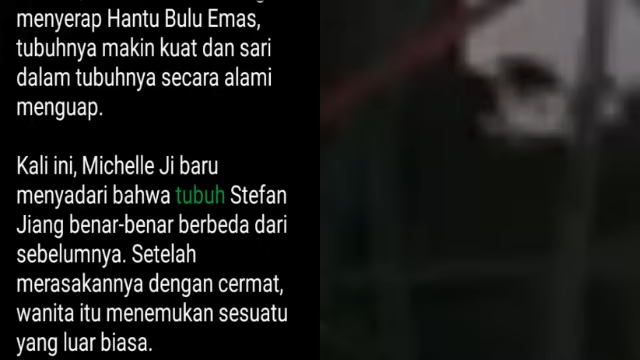 menyerap Hantu Bulu Emas,
tubuhnya makin kuat dan sari
dalam tubuhnya secara alami
menguap.
Kali ini, Michelle Ji baru
menyadari bahwa tubuh Stefan
Jiang benar-benar berbeda dari
sebelumnya. Setelah
merasakannya dengan cermat,
wanita itu menemukan sesuatu
yang luar biasa.